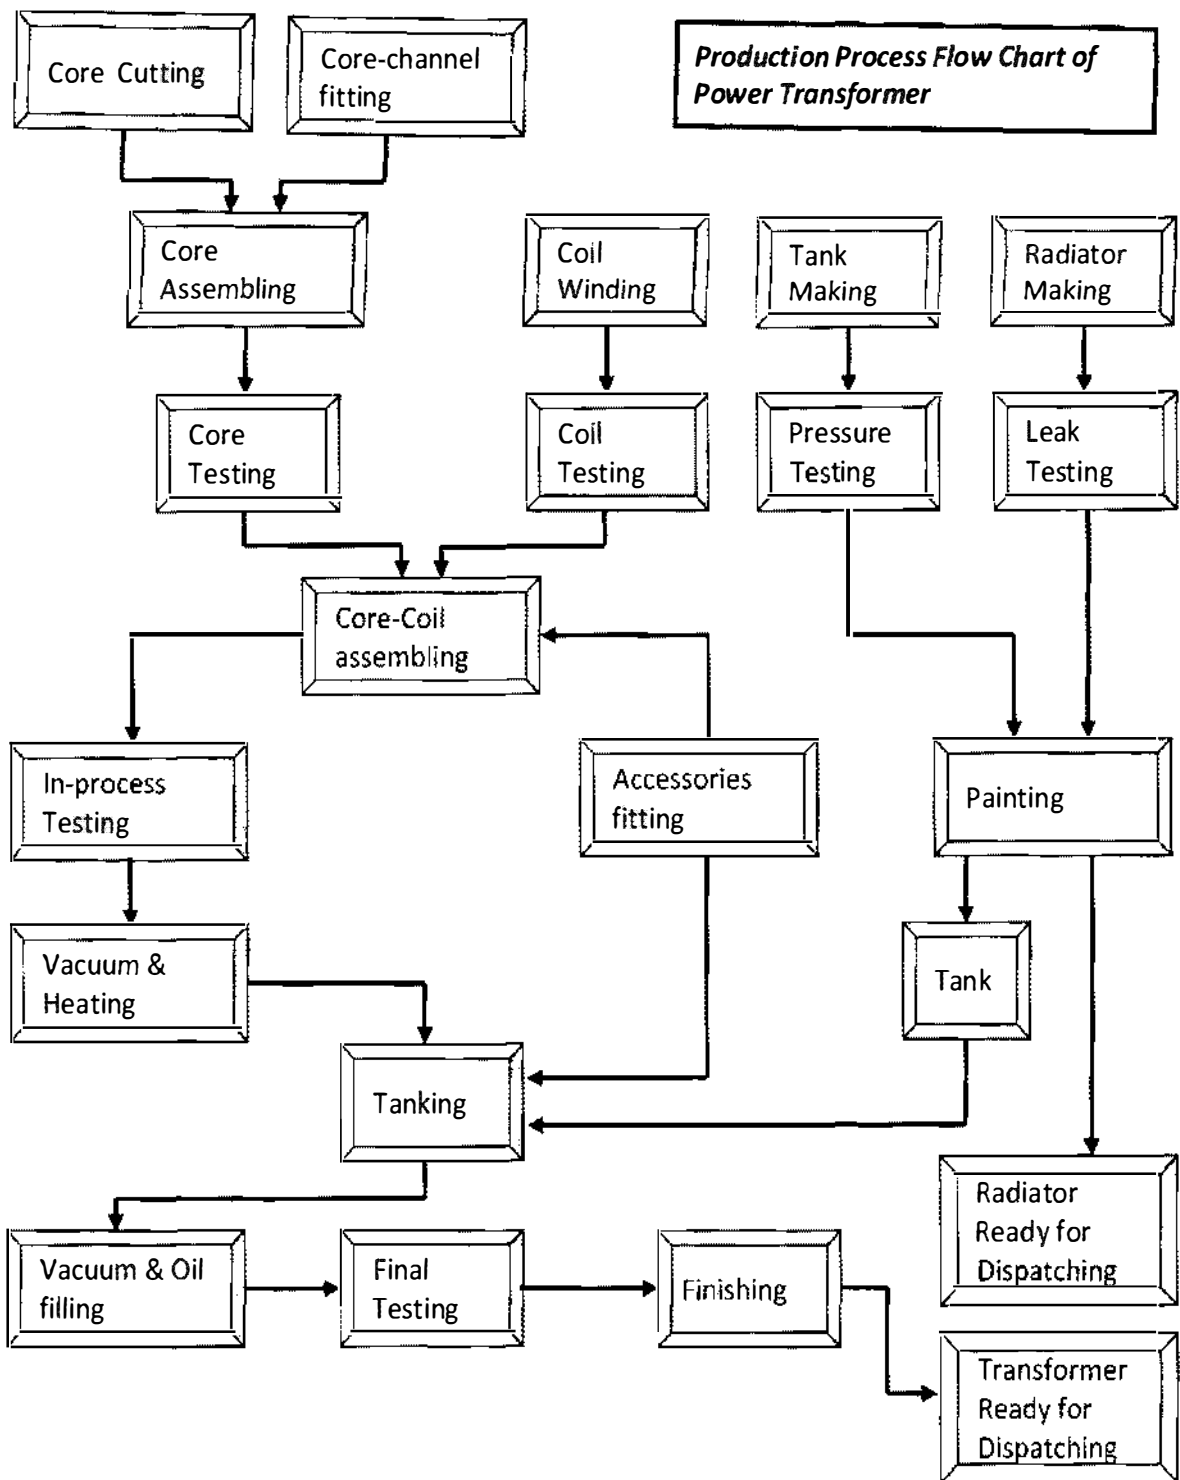 Core Cutting
Core-channel
fitting
Production Process Flow Chart of
Power Transformer
Core
Assembling
Coil
Winding
Tank
Making
Radiator
Making
Core
Testing
Coil
Testing
Pressure
Testing
Leak
Testing
Core-Coil
assembling
In-process
Testing
Accessories
fitting
Painting
Vacuum &
Heating
Tank
Tanking
Radiator
Ready for
Dispatching
Vacuum & Oil
filling
Final
Testing
Finishing
Transformer
Ready for
Dispatching